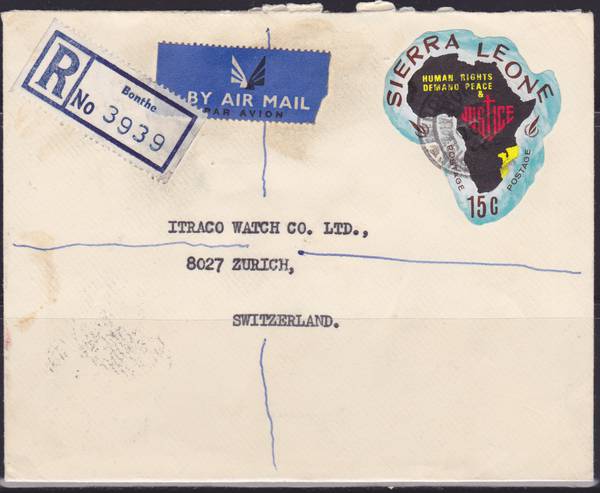 R
Bonthe
No 3939
BY AIR MAIL
PAR AVION
SIERRA LEONE
HUMAN RIGHTS
DEMAND PEACE
&
JUSTICE
POSTAGE
POSTAGE
15c
ITRACO WATCH CO. LTD.,
8027 ZURICH,
SWITZERLAND.